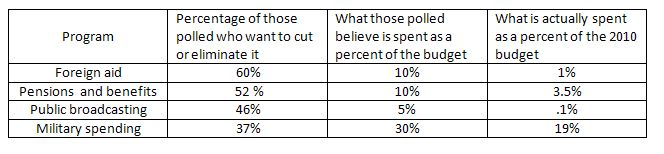 Program
Percentage of those
polled who want to cut
or eliminate it
What those polled
believe is spent as a
percent of the budget
What is actually spent
as a percent of the 2010
budget
Foreign aid 60% 10% 1%
Pensions and benefits 52 % 10% 3.5%
Public broadcasting 46% 5% .1%
Military spending 37% 30% 19%